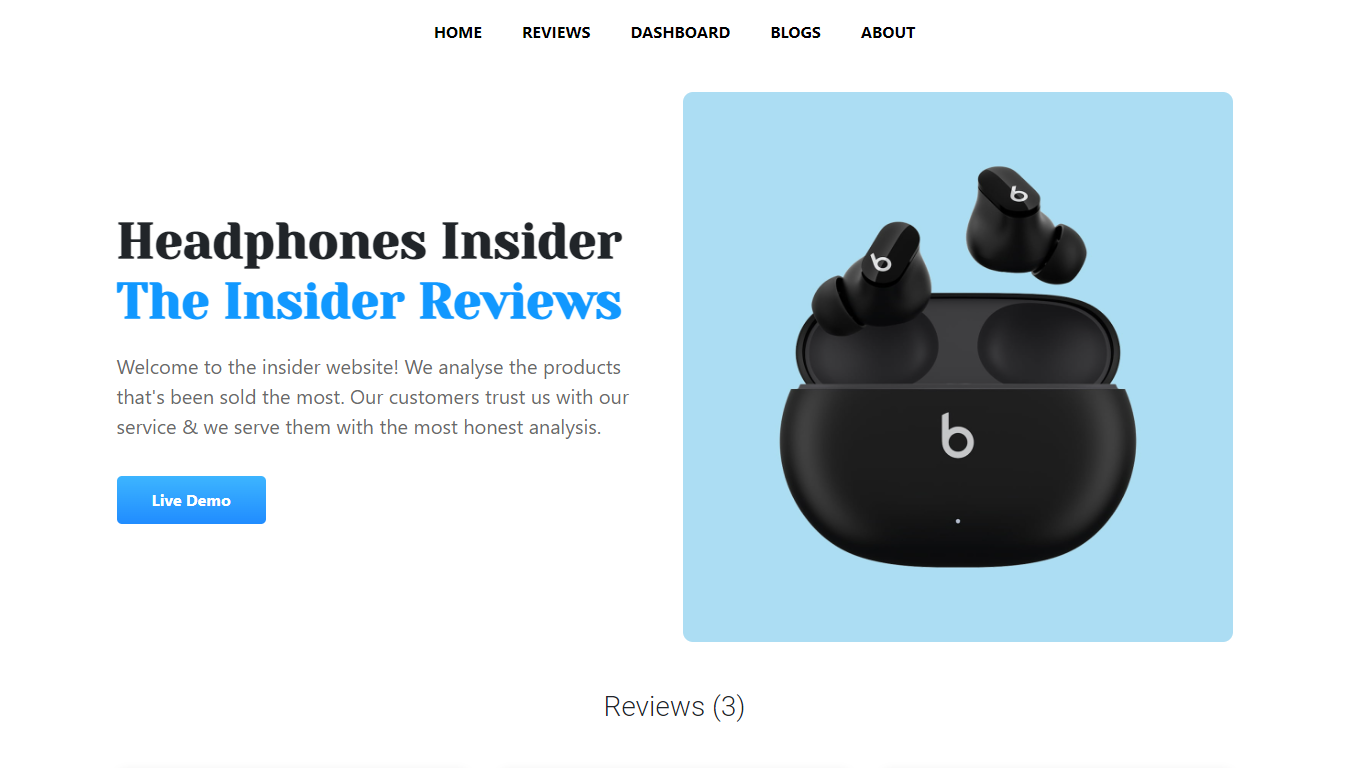 HOME REVIEWS DASHBOARD BLOGS ABOUT
Headphones Insider
The Insider Reviews
Welcome to the insider website! We analyse the products
that's been sold the most. Our customers trust us with our
service & we serve them with the most honest analysis.
Live Demo
b
b
b
Reviews (3)